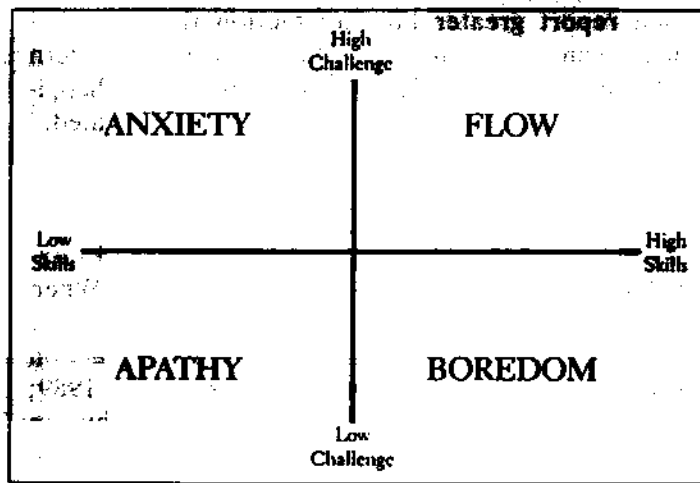 High
Challenge
ANXIETY
FLOW
Low
Skills
High
Skills
APATHY
BOREDOM
Low
Challenge